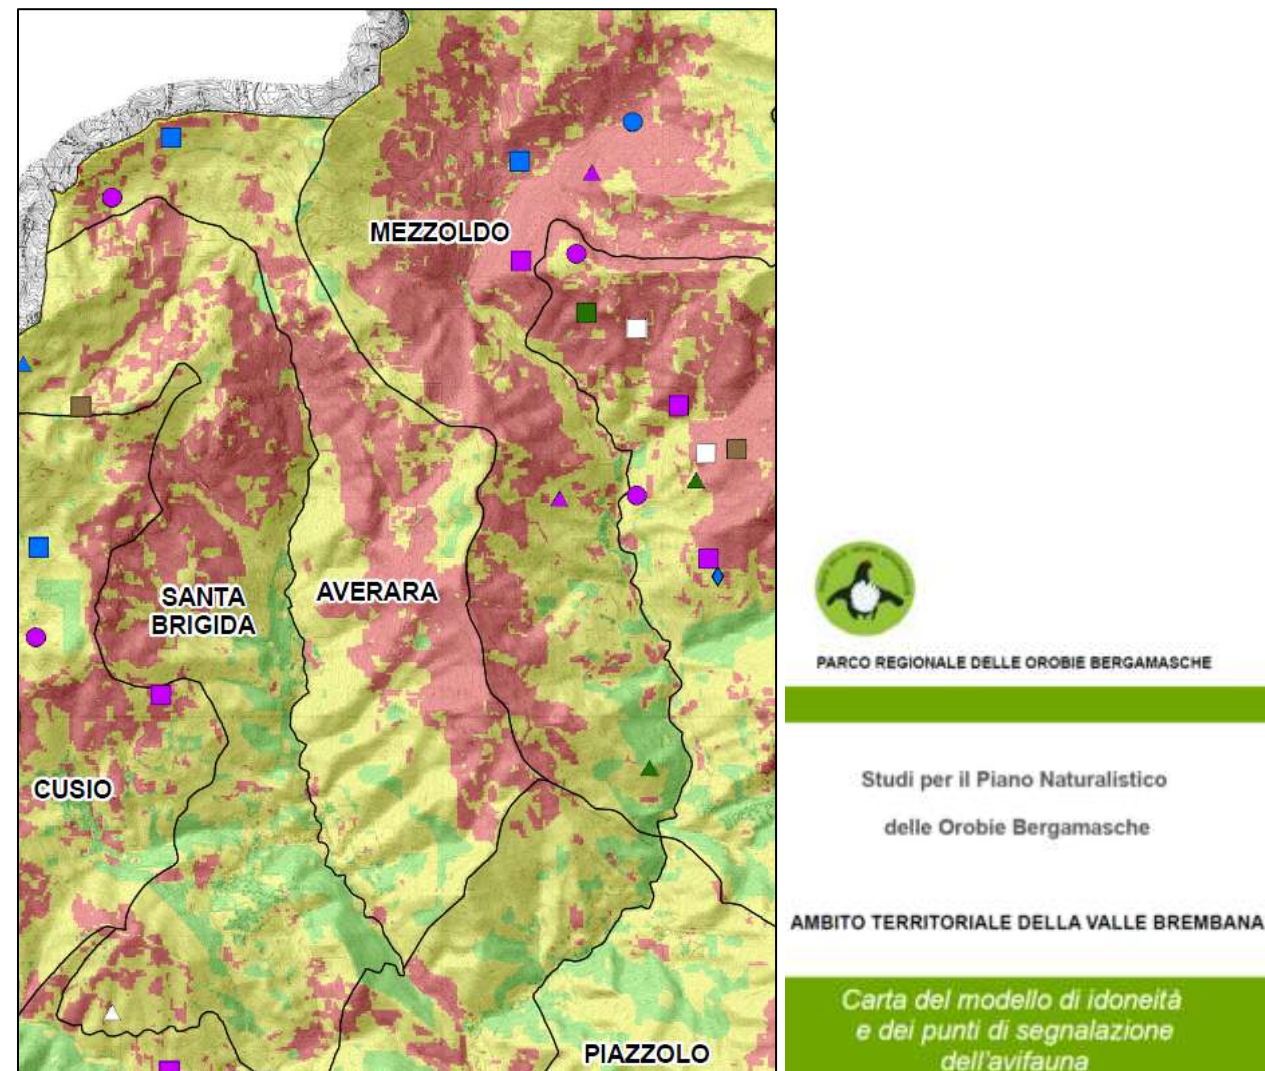 MEZZOLDO
SANTA
BRIGIDA
AVERARA
CUSIO
PIAZZOLO
PARCO REGIONALE DELLE OROBIE BERGAMASCHE
Studi per il Piano Naturalistico
delle Orobie Bergamasche
AMBITO TERRITORIALE DELLA VALLE BREMBANA
Carta del modello di idoneità
e dei punti di segnalazione
dell'avifauna